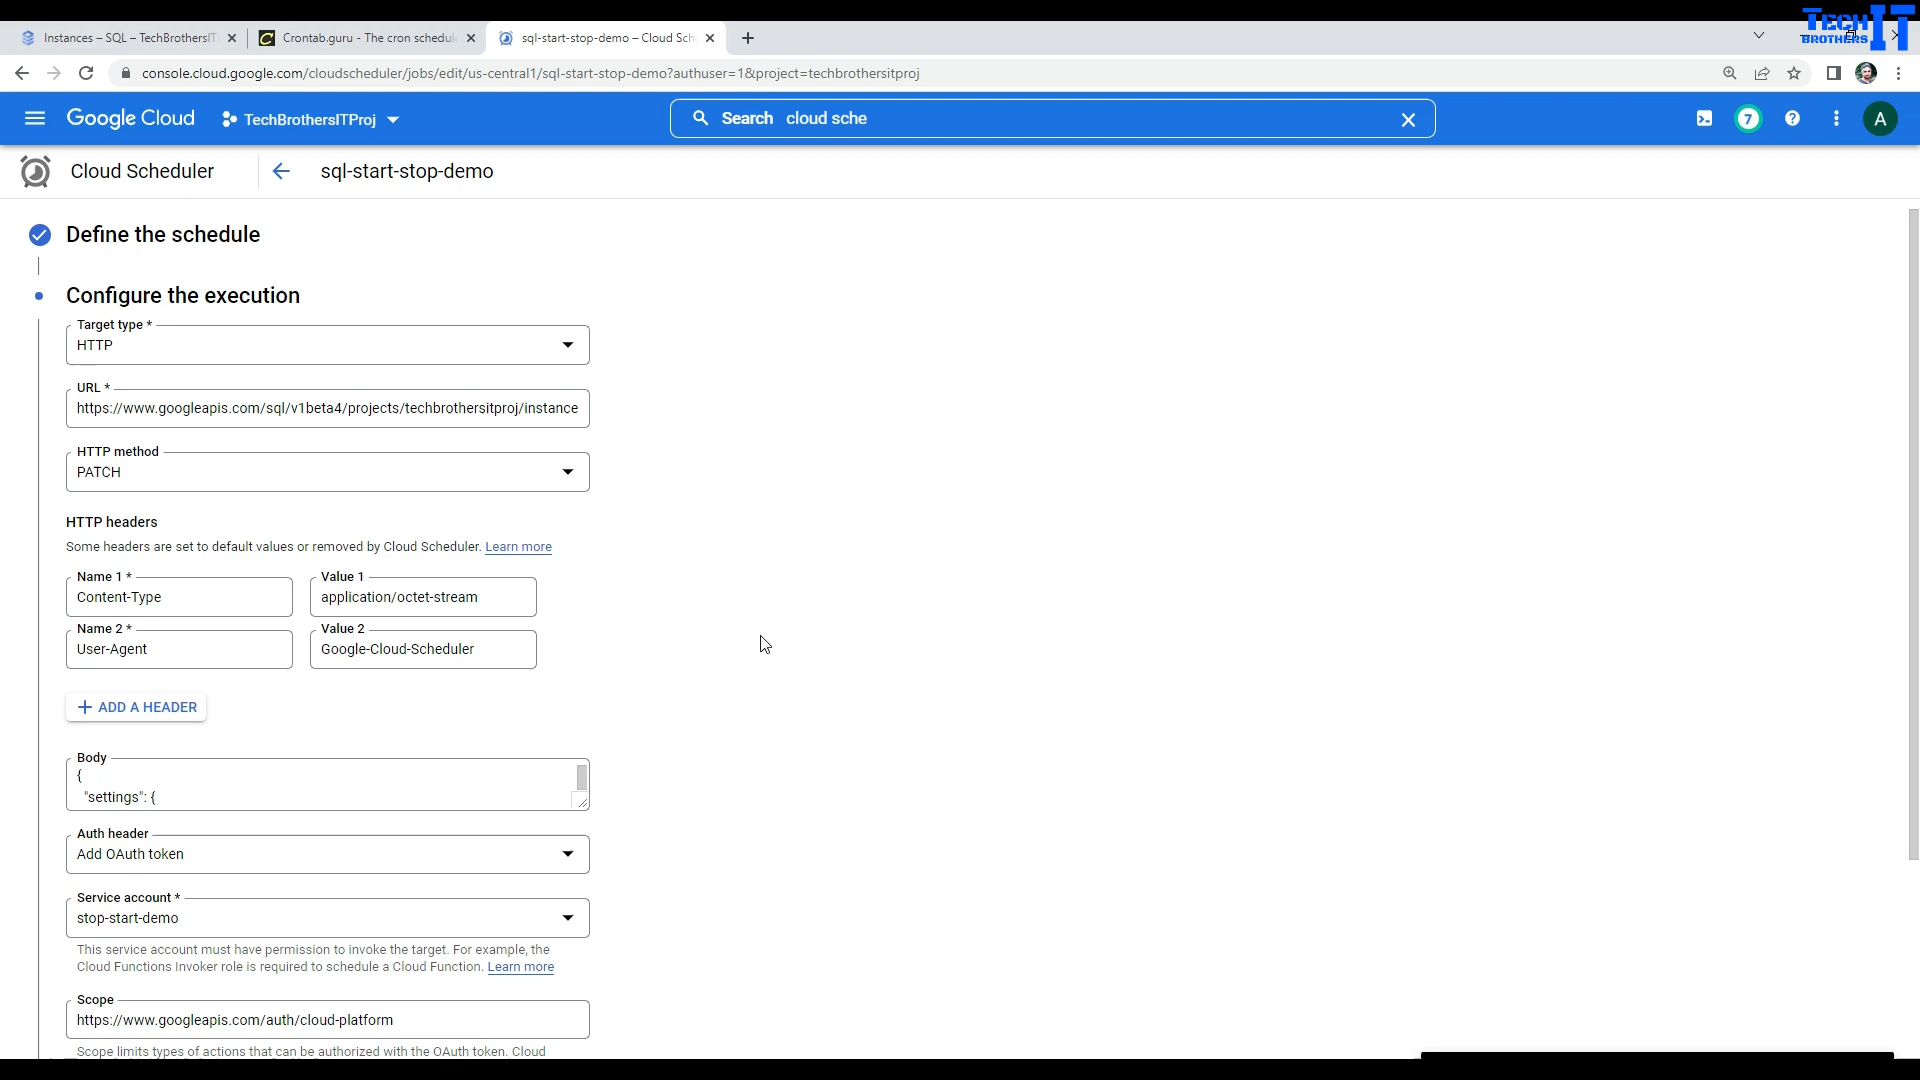 TECH IT
BROTHERS
Instances – SQL – TechBrothersIT
Crontab.guru - The cron schedule
sql-start-stop-demo – Cloud Sch
console.cloud.google.com/cloudscheduler/jobs/edit/us-central1/sql-start-stop-demo?authuser=1&project=techbrothersitproj
Google Cloud
TechBrothersITProj
Search cloud sche
7
A
Cloud Scheduler
sql-start-stop-demo
Define the schedule
Configure the execution
Target type *
HTTP
URL *
https://www.googleapis.com/sql/v1beta4/projects/techbrothersitproj/instance
HTTP method
PATCH
HTTP headers
Some headers are set to default values or removed by Cloud Scheduler. Learn more
Name 1 * Value 1
Content-Type application/octet-stream
Name 2 * Value 2
User-Agent Google-Cloud-Scheduler
+ ADD A HEADER
Body
{
"settings": {
Auth header
Add OAuth token
Service account *
stop-start-demo
This service account must have permission to invoke the target. For example, the
Cloud Functions Invoker role is required to schedule a Cloud Function. Learn more
Scope
https://www.googleapis.com/auth/cloud-platform
Scope limits types of actions that can be authorized with the OAuth token. Cloud